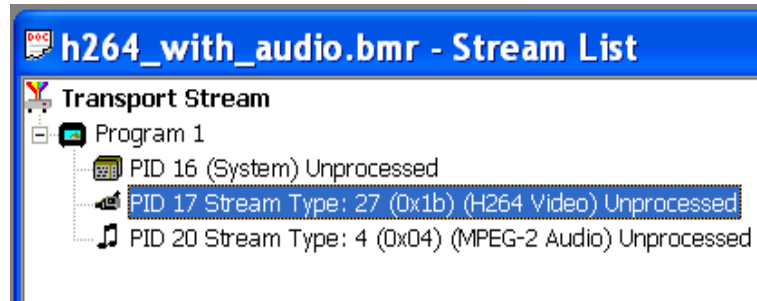 DOC
h264_with_audio.bmr - Stream List
Transport Stream
Program 1
PID 16 (System) Unprocessed
PID 17 Stream Type: 27 (0x1b) (H264 Video) Unprocessed
PID 20 Stream Type: 4 (0x04) (MPEG-2 Audio) Unprocessed